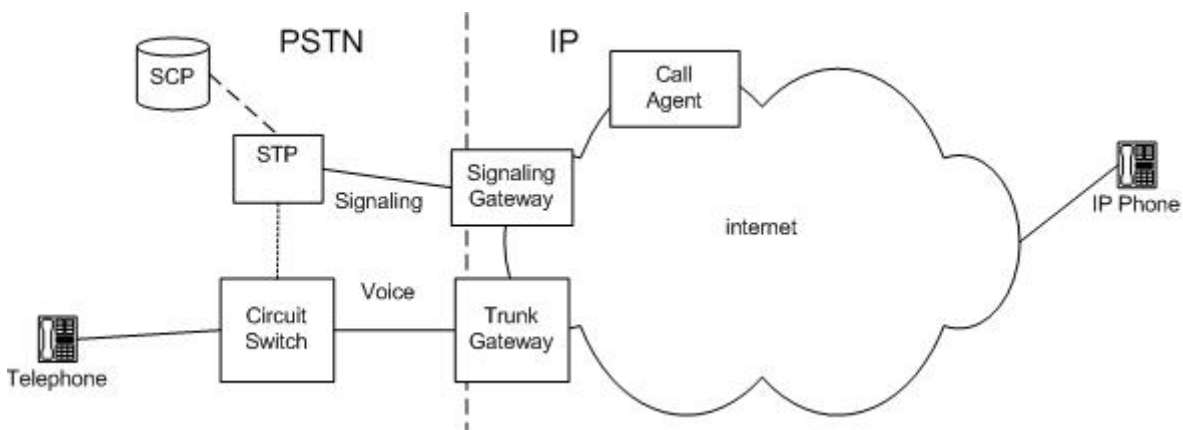 PSTN
IP
SCP
Call
Agent
STP
Signaling
Gateway
Signaling
IP Phone
internet
Voice
Circuit
Switch
Trunk
Gateway
Telephone